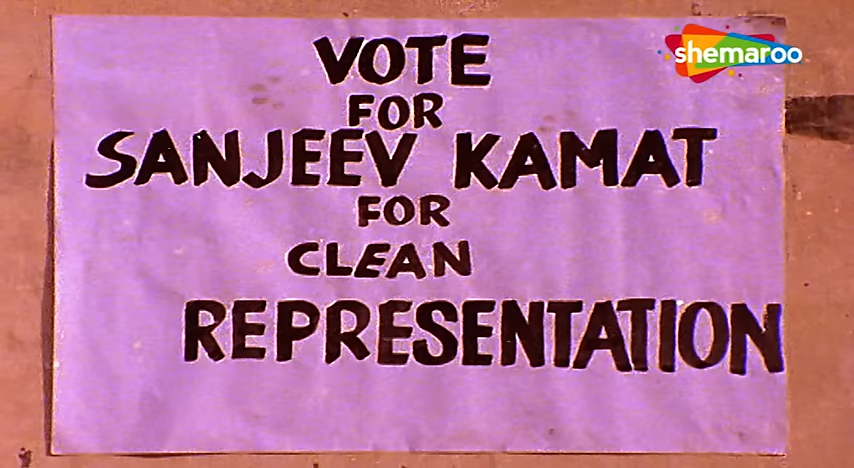 shemaroo
VOTE
FOR
SANJEEV KAMAT
FOR
CLEAN
REPRESENTATION